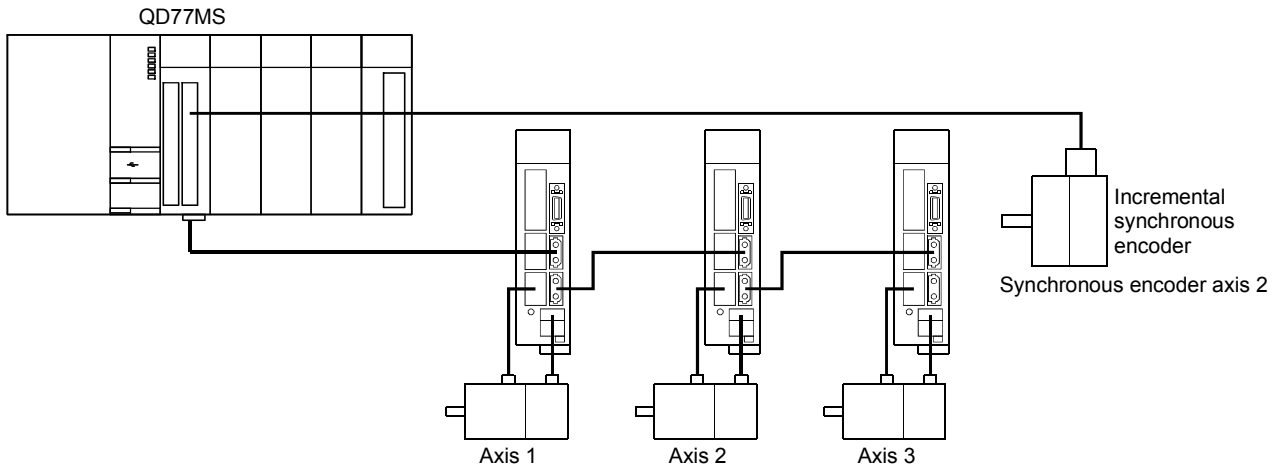 QD77MS
Incremental
synchronous
encoder
Synchronous encoder axis 2
Axis 1
Axis 2
Axis 3